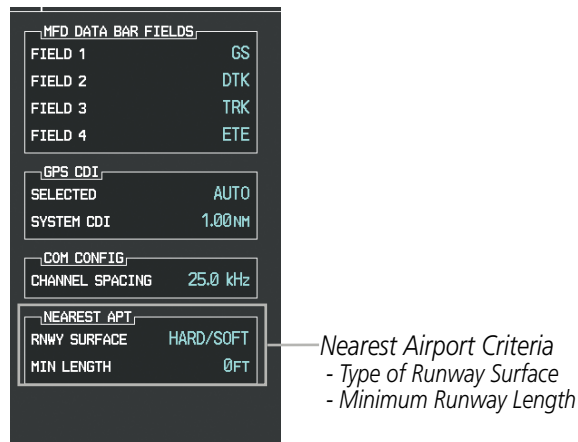 MFD DATA BAR FIELDS
FIELD 1 GS
FIELD 2 DTK
FIELD 3 TRK
FIELD 4 ETE
GPS CDI
SELECTED AUTO
SYSTEM CDI 1.00NM
COM CONFIG
CHANNEL SPACING 25.0 kHz
NEAREST APT
RNWY SURFACE HARD/SOFT
MIN LENGTH 0FT
Nearest Airport Criteria
- Type of Runway Surface
- Minimum Runway Length